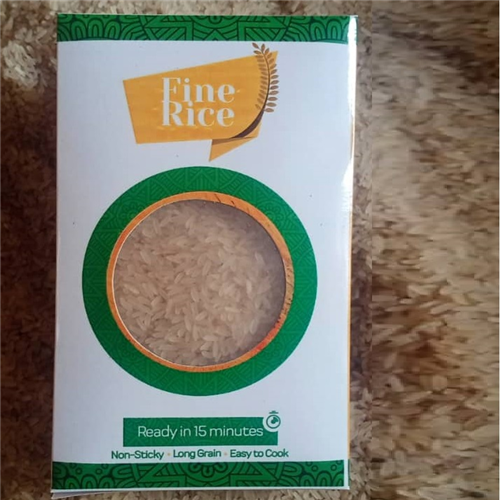 Fine
Rice
Ready in 15 minutes
Non-Sticky • Long Grain • Easy to Cook